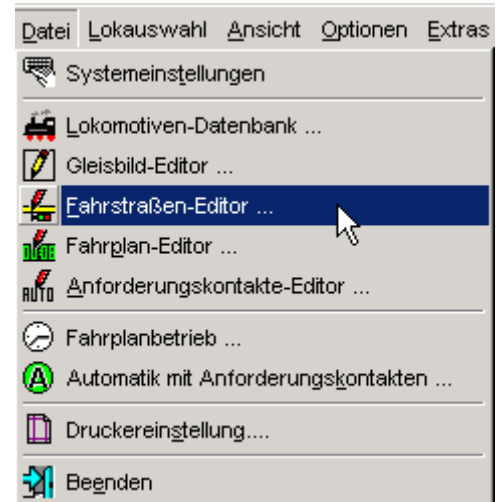 Datei Lokauswahl Ansicht Optionen Extras
Systemeinstellungen
Lokomotiven-Datenbank ...
Gleisbild-Editor ...
Fahrstraßen-Editor ...
Fahrplan-Editor ...
AUTO Anforderungskontakte-Editor ...
Fahrplanbetrieb ...
A Automatik mit Anforderungskontakten ...
Druckereinstellung....
Beenden